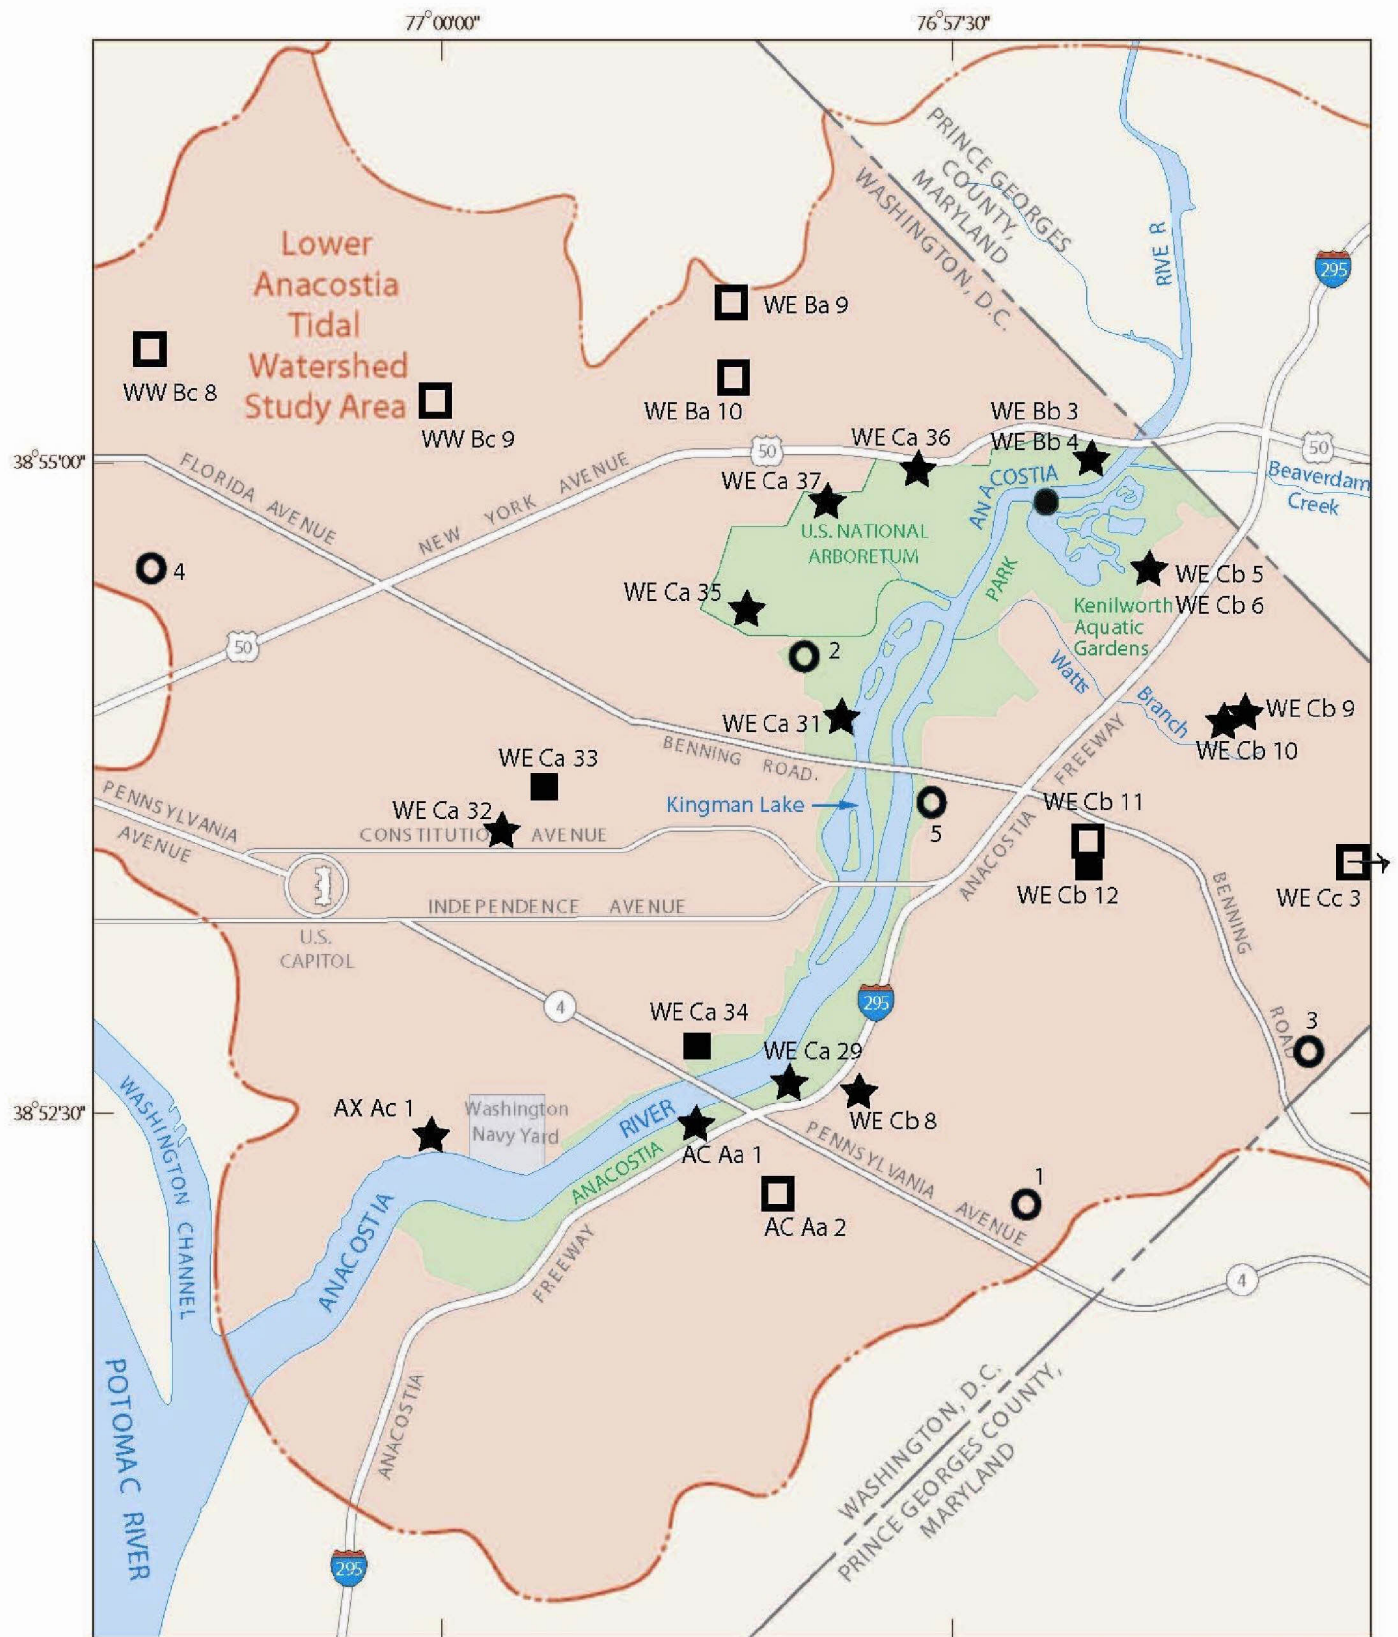 77°00'00"
76°57'30"
PRINCE GEORGES
COUNTY,
MARYLAND
WASHINGTON, D.C.
RIVE R
295
Lower
Anacostia
Tidal
Watershed
Study Area
WE Ba 9
WW Bc 8
WE Ba 10
WW Bc 9
WE Bb 3
WE Bb 4
WE Ca 36
50
50
38°55'00"
FLORIDA AVENUE
NEW YORK AVENUE
WE Ca 37
ANACOSTIA
Beaverdam
Creek
U.S. NATIONAL
ARBORETUM
4
PARK
WE Cb 5
WE Cb 6
WE Ca 35
Kenilworth
Aquatic
Gardens
50
2
Watts
Branch
WE Ca 31
WE Cb 9
WE Cb 10
BENNING ROAD.
WE Ca 33
PENNSYLVANIA
AVENUE
WE Ca 32
CONSTITUTIO AVENUE
Kingman Lake
5
ANACOSTIA FREEWAY
WE Cb 11
WE Cb 12
WE Cc 3
BENNING
ROAD
INDEPENDENCE AVENUE
U.S.
CAPITOL
4
295
WE Ca 34
3
WE Ca 29
38°52'30"
WASHINGTON CHANNEL
AX Ac 1
Washington
Navy Yard
RIVER
WE Cb 8
AC Aa 1
PENNSYLVANIA
AVENUE
ANACOSTIA
1
AC Aa 2
ANACOSTIA
FREEWAY
4
POTOMAC RIVER
ANACOSTIA
WASHINGTON, D.C.
PRINCE GEORGES COUNTY,
MARYLAND
295